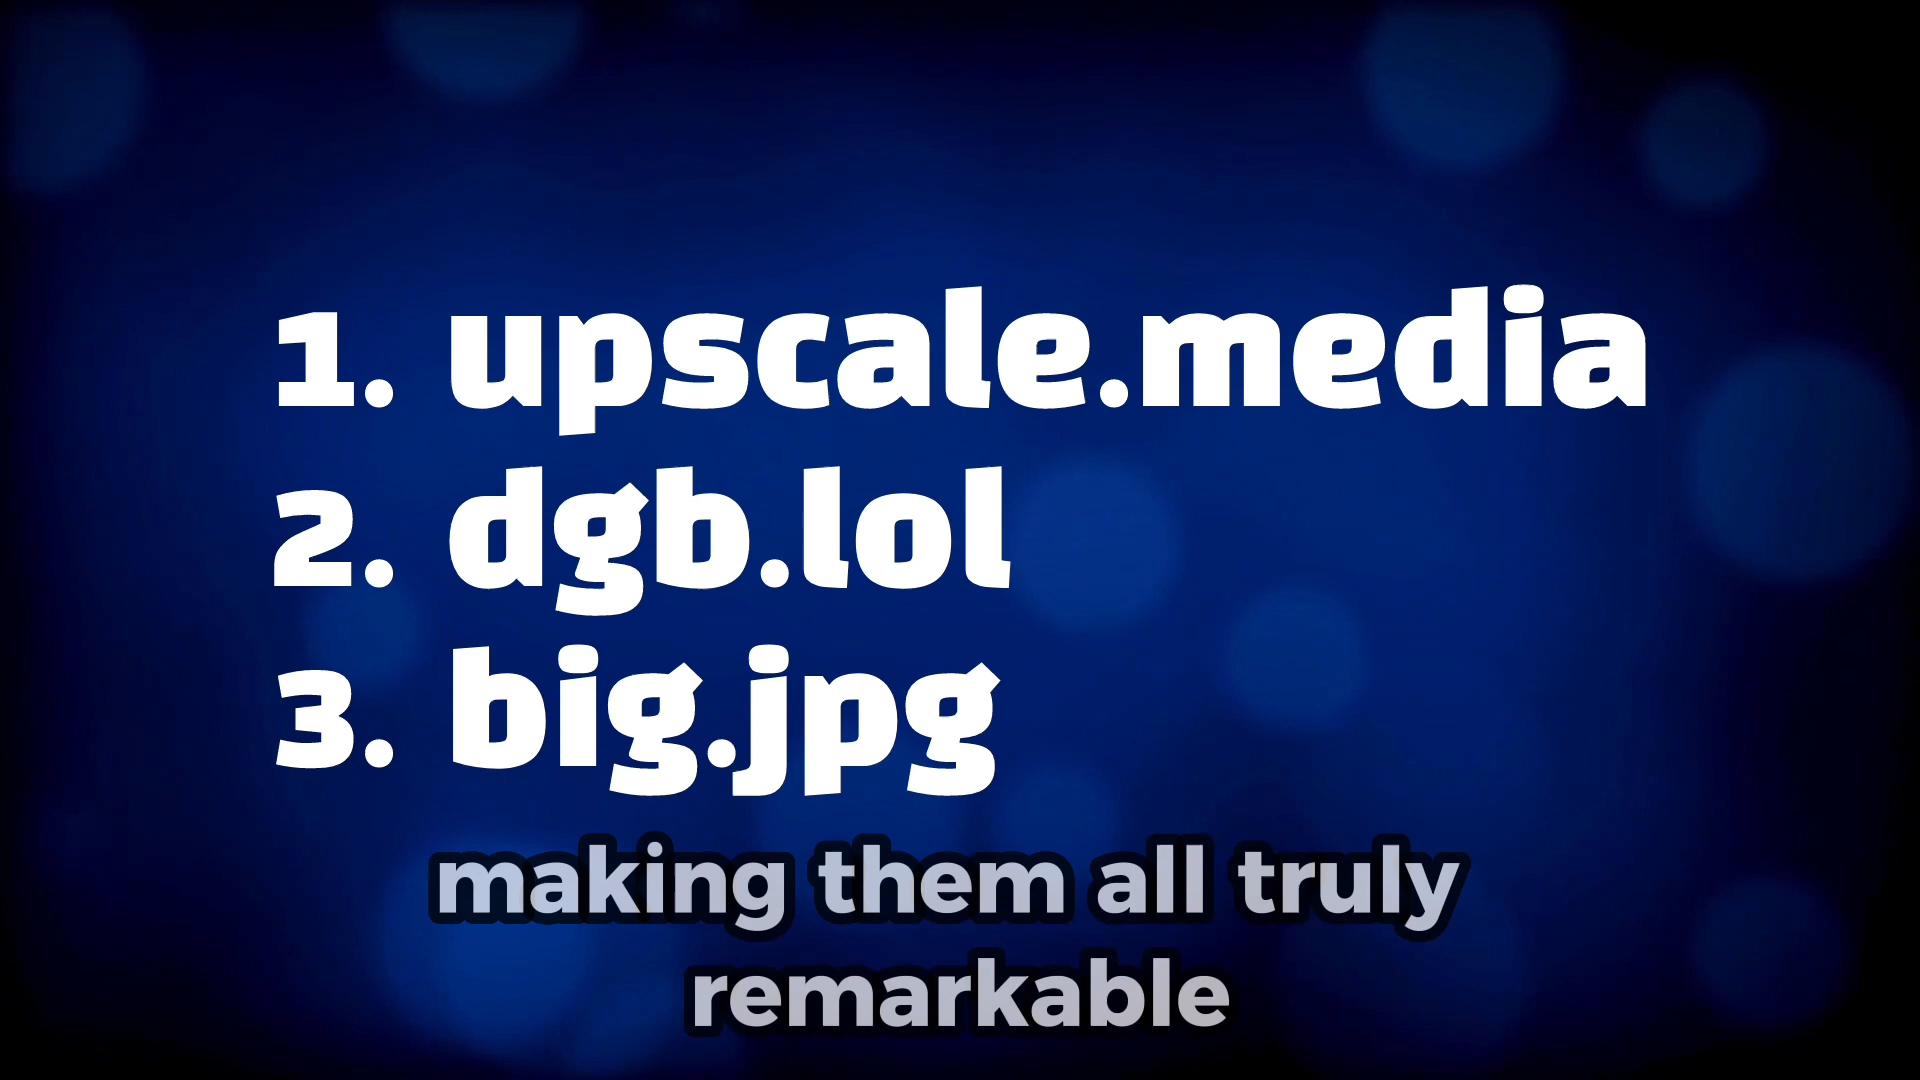 1. upscale.media
2. dgb.lol
3. big.jpg
making them all truly
remarkable